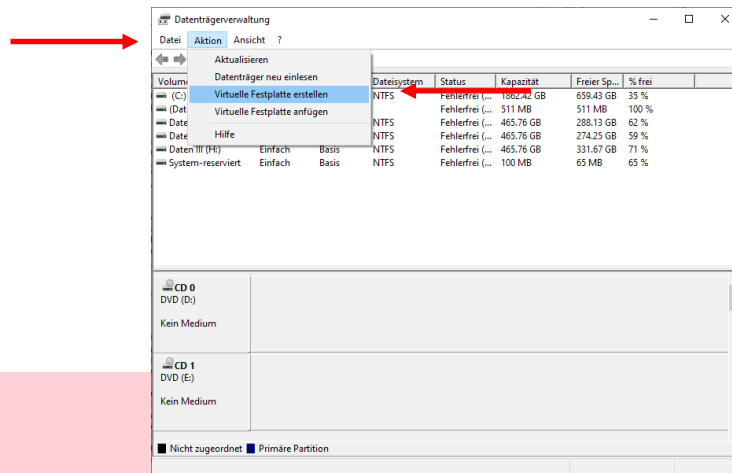 Datenträgerverwaltung
Datei Aktion Ansicht ?
Aktualisieren
Datenträger neu einlesen
Virtuelle Festplatte erstellen
Virtuelle Festplatte anfügen
Hilfe
Volume Dateisystem Status Kapazität Freier Sp... % frei
(C:) NTFS Fehlerfrei (... 1862.42 GB 659.43 GB 35 %
(Dat Fehlerfrei (... 511 MB 511 MB 100 %
Date NTFS Fehlerfrei (... 465.76 GB 288.13 GB 62 %
Date NTFS Fehlerfrei (... 465.76 GB 274.25 GB 59 %
Daten III (H:) Einfach Basis NTFS Fehlerfrei (... 465.76 GB 331.67 GB 71 %
System-reserviert Einfach Basis NTFS Fehlerfrei (... 100 MB 65 MB 65 %
CD 0
DVD (D:)
Kein Medium
CD 1
DVD (E:)
Kein Medium
Nicht zugeordnet Primäre Partition